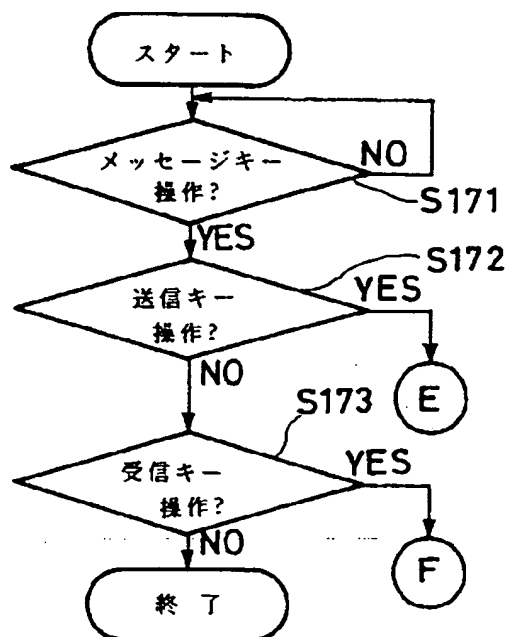 スタート
メッセージキー
操作?
NO
S171
YES
S172
送信キー
操作?
YES
E
NO
S173
受信キー
操作?
YES
F
NO
終了